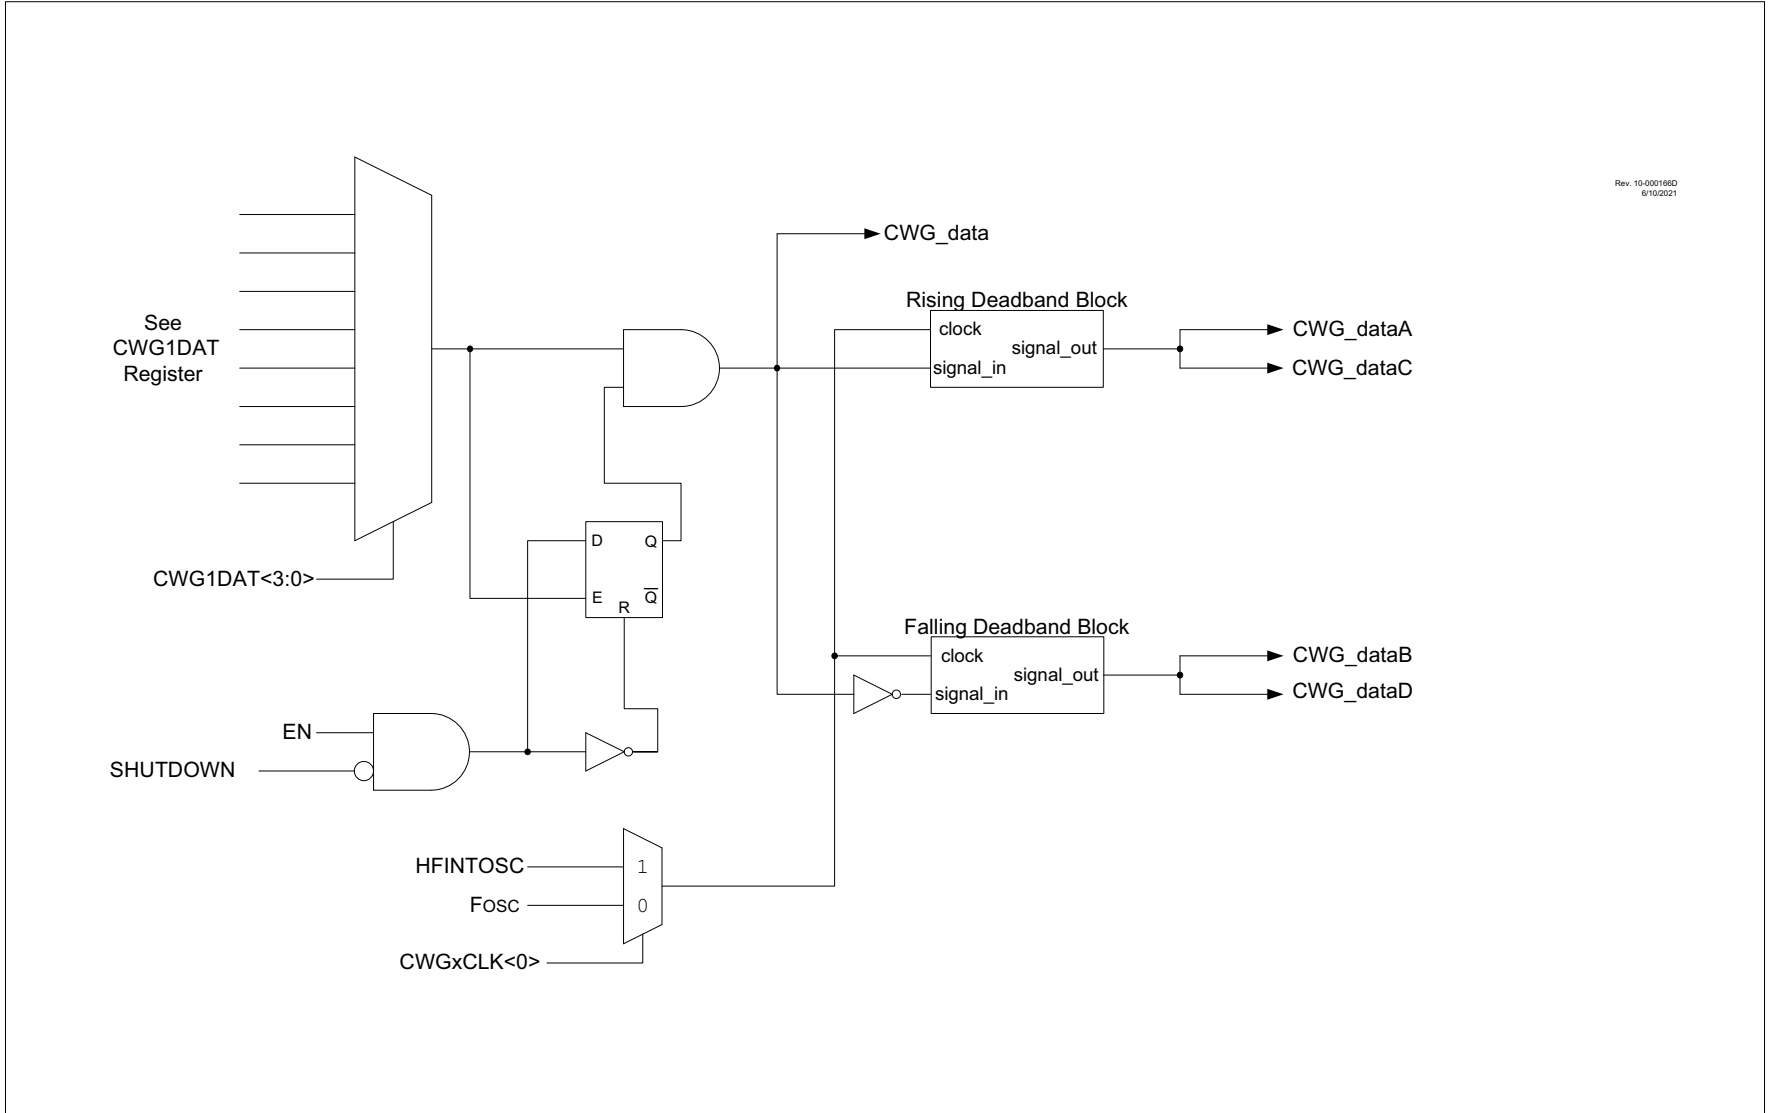 Rev. 10-000166D
6/10/2021
CWG_data
See
CWG1DAT
Register
Rising Deadband Block
clock
signal_in
signal_out
CWG_dataA
CWG_dataC
CWG1DAT<3:0>
D
Q
E
R
Q̅
Falling Deadband Block
clock
signal_in
signal_out
CWG_dataB
CWG_dataD
EN
SHUTDOWN
HFINTOSC
1
FOSC
0
CWGxCLK<0>